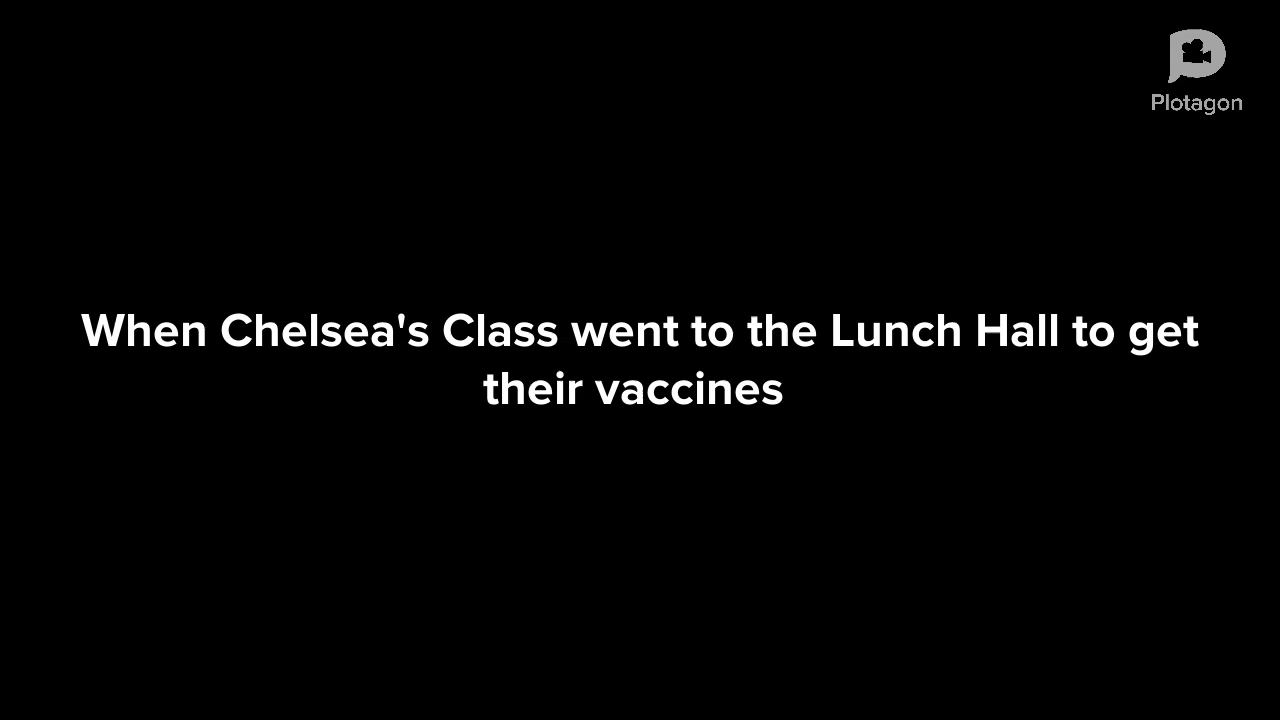 Plotagon
When Chelsea's Class went to the Lunch Hall to get
their vaccines